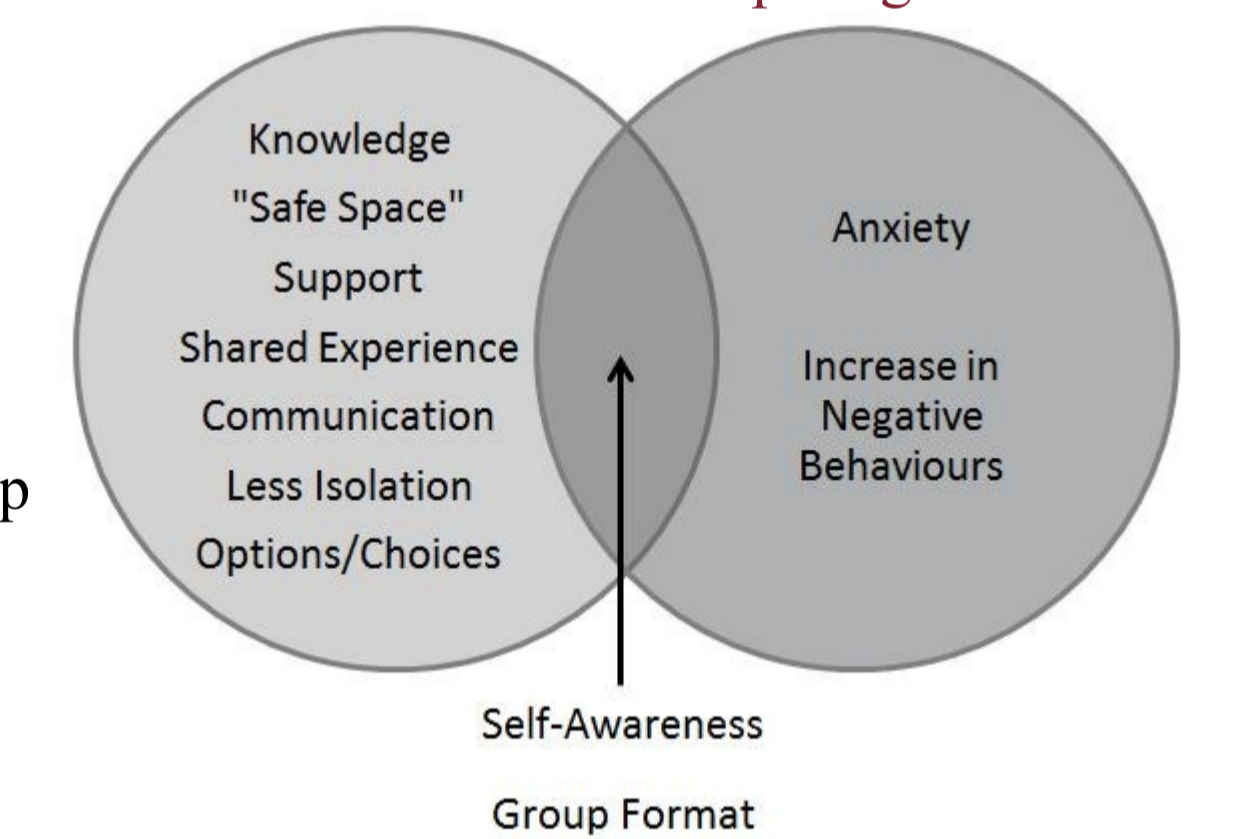 Knowledge
"Safe Space"
Support
Shared Experience
Communication
Less Isolation
Options/Choices
Anxiety
Increase in
Negative
Behaviours
p
Self-Awareness
Group Format